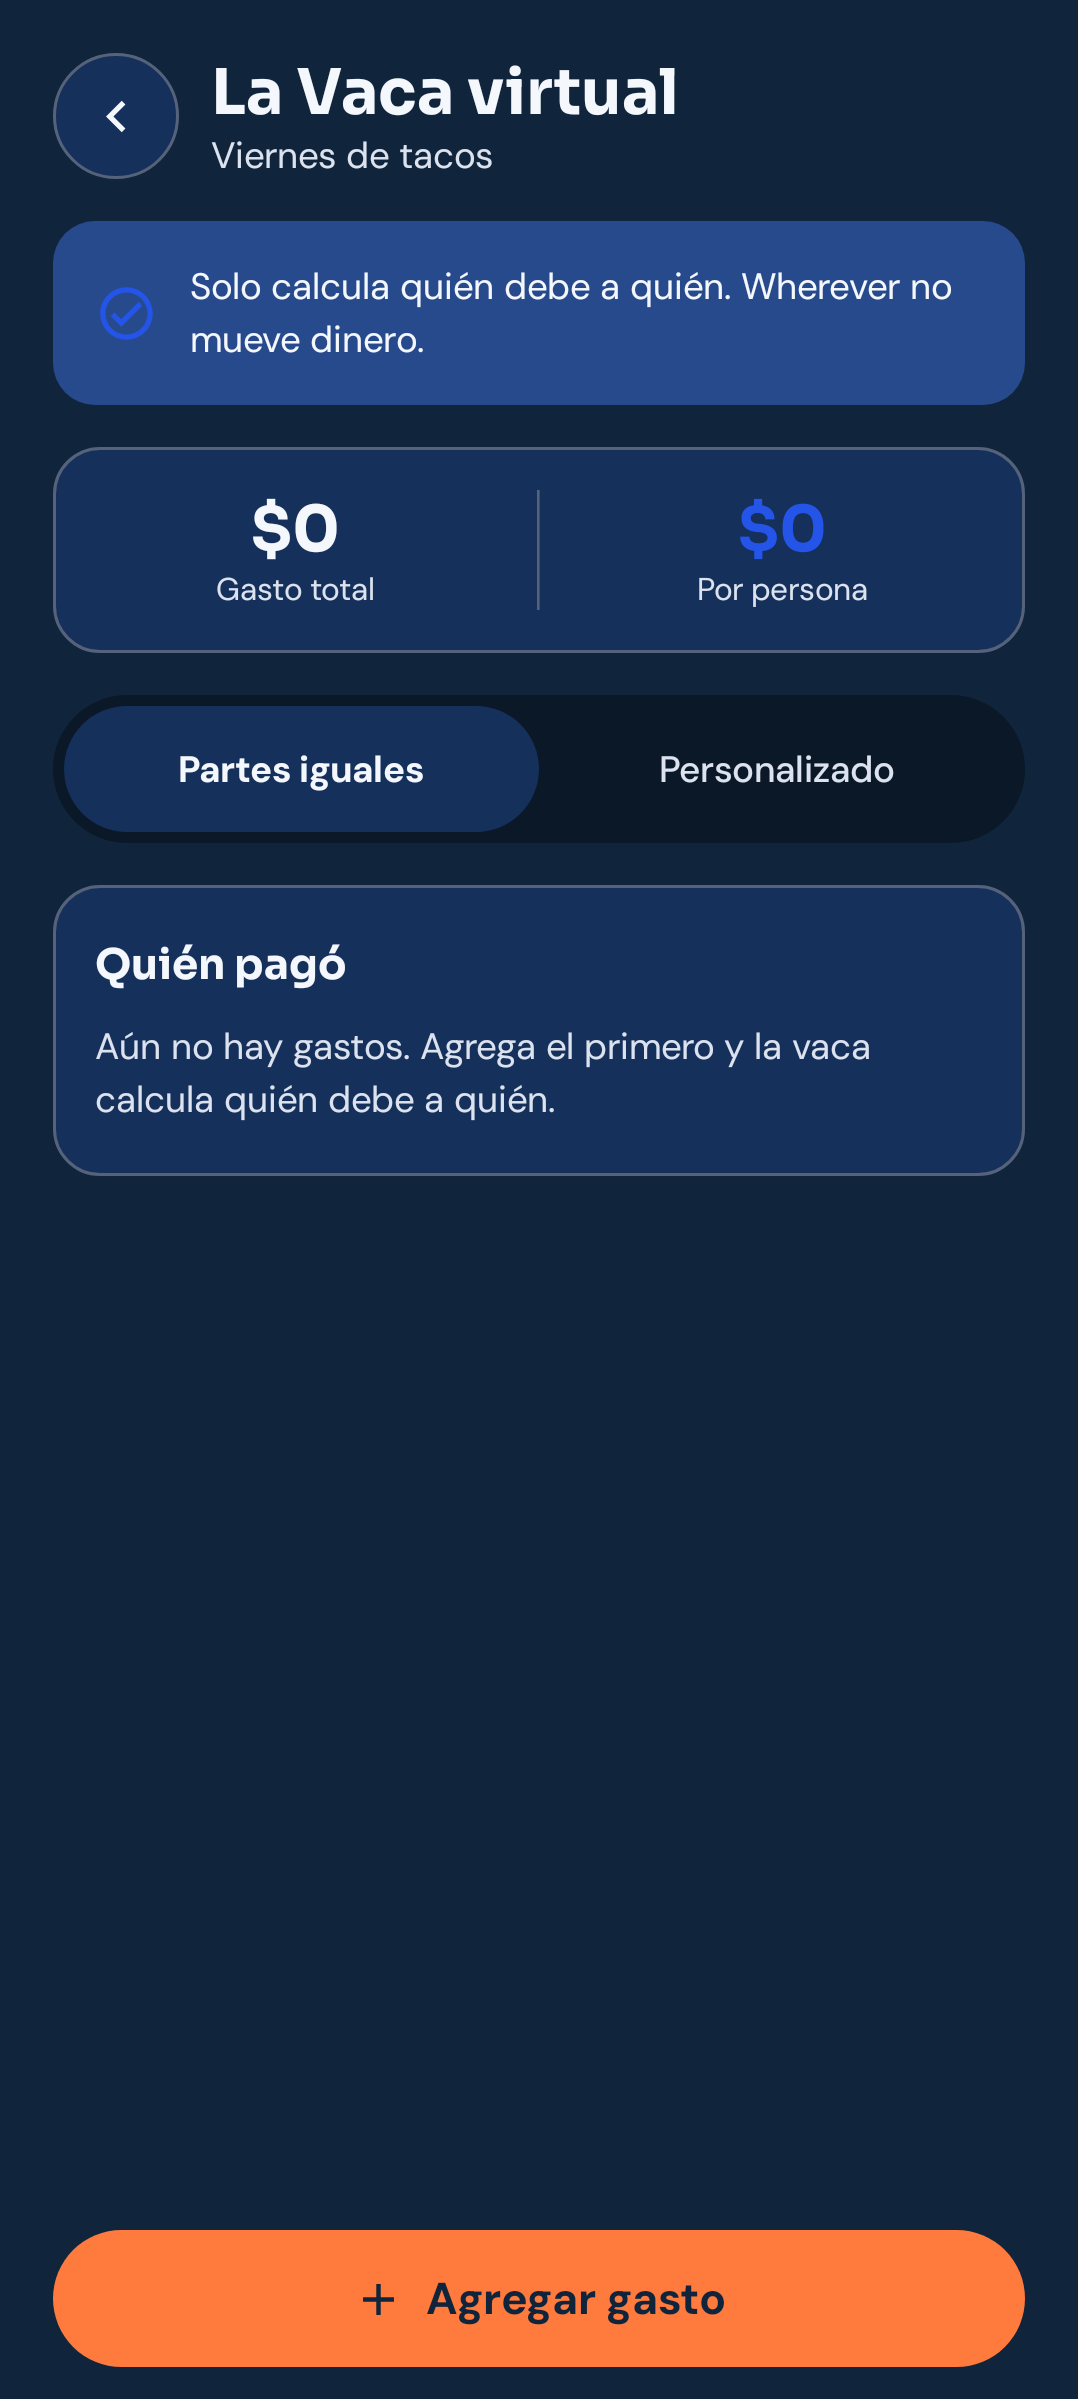 La Vaca virtual
Viernes de tacos
Solo calcula quién debe a quién. Wherever no
mueve dinero.
$0
Gasto total
$0
Por persona
Partes iguales
Personalizado
Quién pagó
Aún no hay gastos. Agrega el primero y la vaca
calcula quién debe a quién.
+ Agregar gasto